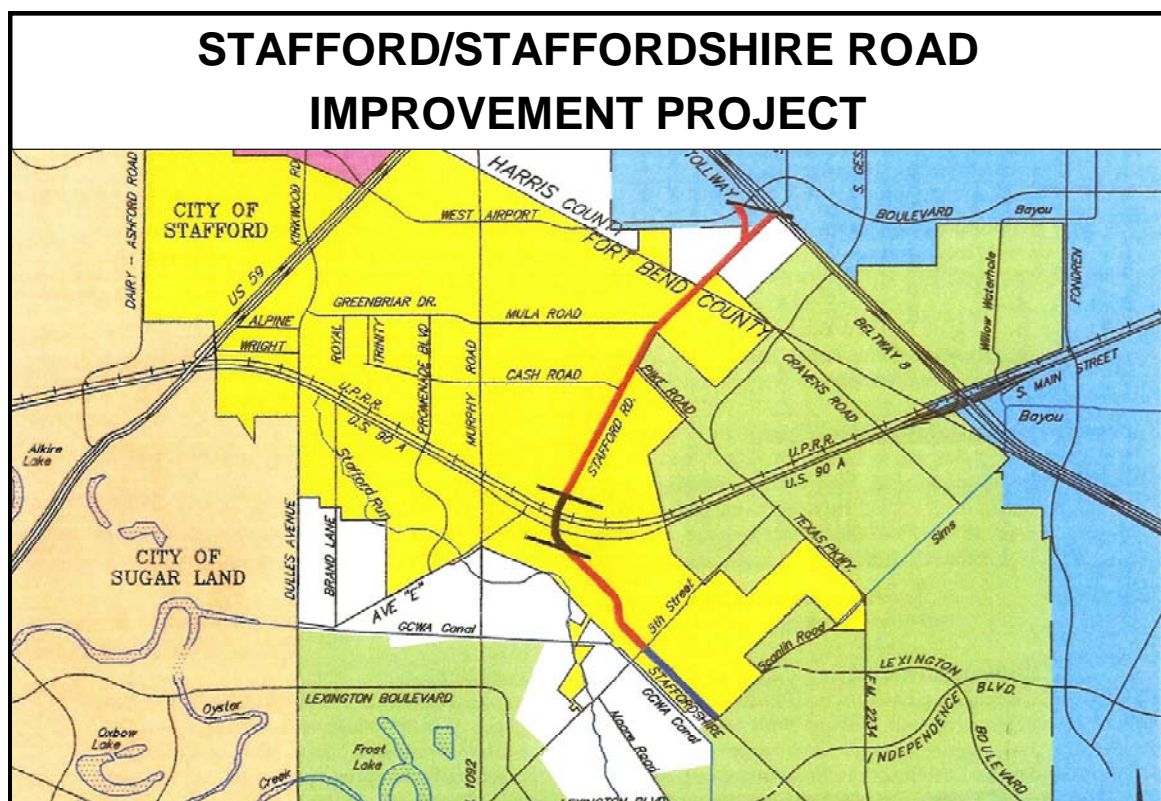 STAFFORD/STAFFORDSHIRE ROAD
IMPROVEMENT PROJECT
DAIRY - ASHFORD ROAD
CITY OF
STAFFORD
KIRKWOOD RD.
US 59
HARRIS COUNTY
FORT BEND COUNTY
WEST AIRPORT
TOLLWAY
S. GES
BOULEVARD
Bayou
Willow Waterhole
FONDREN
GREENBRIAR DR.
ALPINE
WRIGHT
ROYAL
TRINITY
PROMENADE BLVD
MURPHY ROAD
MULA ROAD
CASH ROAD
PIKE ROAD
CRAVENS ROAD
BELTWAY 8
S. MAIN STREET
Bayou
U.P.R.R.
U.S. 90 A
STAFFORD RD.
U.P.R.R.
U.S. 90 A
Alkire
Lake
Stafford Run
DULLES AVENUE
BRAND LANE
CITY OF
SUGAR LAND
AVE "E"
GCWA Canal
TEXAS PKWY.
Sims
5th Street
Scanlin Road
STAFFORDSHIRE
GCWA Canal
Moore Road
LEXINGTON
BLVD.
F.M. 2234
INDEPENDENCE
BOULEVARD
LEXINGTON BOULEVARD
Oyster
Creek
Oxbow
Lake
Frost
Lake
1092
LEXINGTON BLVD